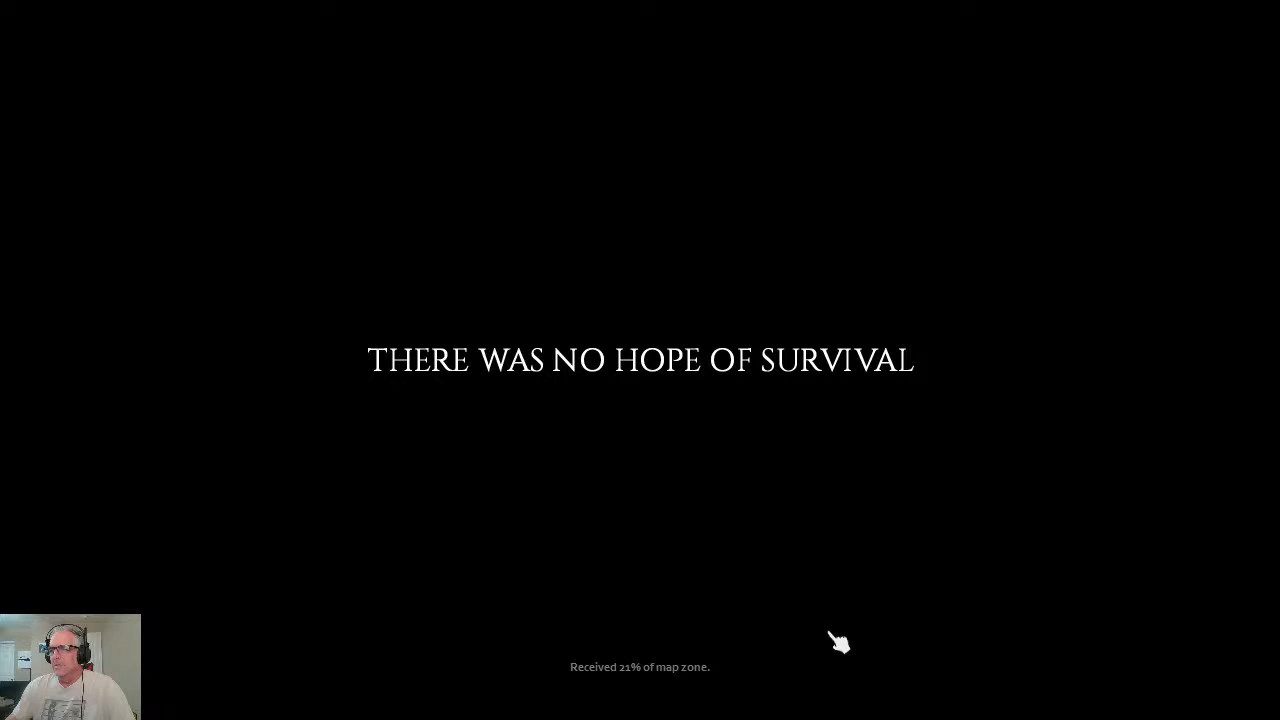 THERE WAS NO HOPE OF SURVIVAL
Received 21% of map zone.